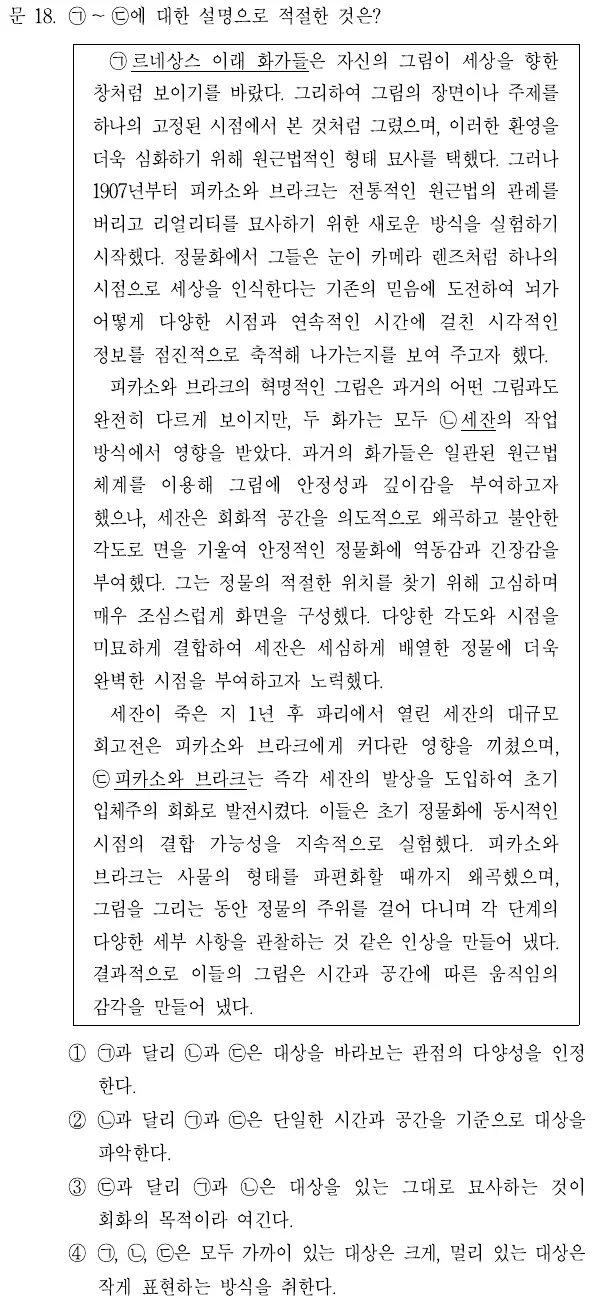 문 18. ㉠~㉢에 대한 설명으로 적절한 것은?
㉠르네상스 이래 화가들은 자신의 그림이 세상을 향한
창처럼 보이기를 바랐다. 그리하여 그림의 장면이나 주제를
하나의 고정된 시점에서 본 것처럼 그렸으며, 이러한 환영을
더욱 심화하기 위해 원근법적인 형태 묘사를 택했다. 그러나
1907년부터 피카소와 브라크는 전통적인 원근법의 관례를
버리고 리얼리티를 묘사하기 위한 새로운 방식을 실험하기
시작했다. 정물화에서 그들은 눈이 카메라 렌즈처럼 하나의
시점으로 세상을 인식한다는 기존의 믿음에 도전하여 뇌가
어떻게 다양한 시점과 연속적인 시간에 걸친 시각적인
정보를 점진적으로 축적해 나가는지를 보여 주고자 했다.
피카소와 브라크의 혁명적인 그림은 과거의 어떤 그림과도
완전히 다르게 보이지만, 두 화가는 모두 ㉡세잔의 작업
방식에서 영향을 받았다. 과거의 화가들은 일관된 원근법
체계를 이용해 그림에 안정성과 깊이감을 부여하고자
했으나, 세잔은 회화적 공간을 의도적으로 왜곡하고 불안한
각도로 면을 기울여 안정적인 정물화에 역동감과 긴장감을
부여했다. 그는 정물의 적절한 위치를 찾기 위해 고심하며
매우 조심스럽게 화면을 구성했다. 다양한 각도와 시점을
미묘하게 결합하여 세잔은 세심하게 배열한 정물에 더욱
완벽한 시점을 부여하고자 노력했다.
세잔이 죽은 지 1년 후 파리에서 열린 세잔의 대규모
회고전은 피카소와 브라크에게 커다란 영향을 끼쳤으며,
㉢피카소와 브라크는 즉각 세잔의 발상을 도입하여 초기
입체주의 회화로 발전시켰다. 이들은 초기 정물화에 동시적인
시점의 결합 가능성을 지속적으로 실험했다. 피카소와
브라크는 사물의 형태를 파편화할 때까지 왜곡했으며,
그림을 그리는 동안 정물의 주위를 걸어 다니며 각 단계의
다양한 세부 사항을 관찰하는 것 같은 인상을 만들어 냈다.
결과적으로 이들의 그림은 시간과 공간에 따른 움직임의
감각을 만들어 냈다.
① ㉠과 달리 ㉡과 ㉢은 대상을 바라보는 관점의 다양성을 인정
한다.
② ㉡과 달리 ㉠과 ㉢은 단일한 시간과 공간을 기준으로 대상을
파악한다.
③ ㉢과 달리 ㉠과 ㉡은 대상을 있는 그대로 묘사하는 것이
회화의 목적이라 여긴다.
④ ㉠, ㉡, ㉢은 모두 가까이 있는 대상은 크게, 멀리 있는 대상은
작게 표현하는 방식을 취한다.